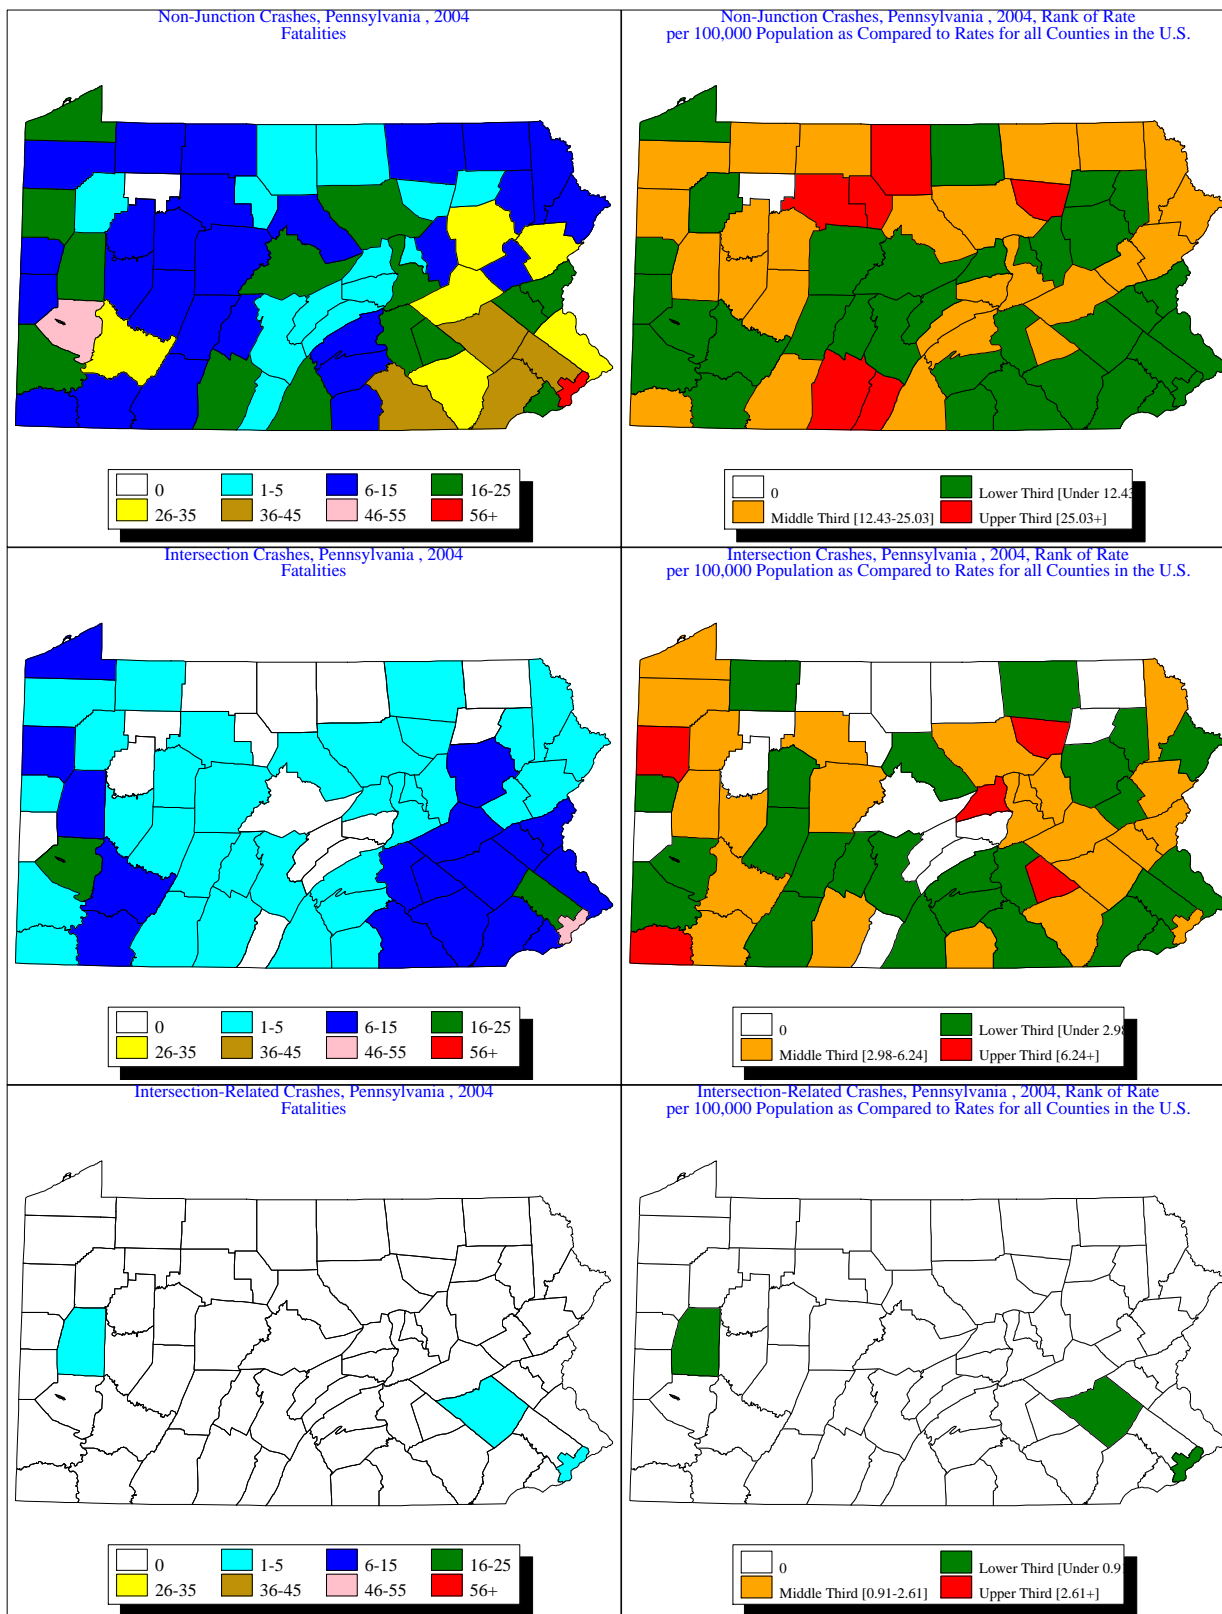 Non-Junction Crashes, Pennsylvania , 2004
Fatalities
0
1-5
6-15
16-25
26-35
36-45
46-55
56+
Non-Junction Crashes, Pennsylvania , 2004, Rank of Rate
per 100,000 Population as Compared to Rates for all Counties in the U.S.
0
Lower Third [Under 12.43
Middle Third [12.43-25.03]
Upper Third [25.03+]
Intersection Crashes, Pennsylvania , 2004
Fatalities
0
1-5
6-15
16-25
26-35
36-45
46-55
56+
Intersection Crashes, Pennsylvania , 2004, Rank of Rate
per 100,000 Population as Compared to Rates for all Counties in the U.S.
0
Lower Third [Under 2.98
Middle Third [2.98-6.24]
Upper Third [6.24+]
Intersection-Related Crashes, Pennsylvania , 2004
Fatalities
0
1-5
6-15
16-25
26-35
36-45
46-55
56+
Intersection-Related Crashes, Pennsylvania , 2004, Rank of Rate
per 100,000 Population as Compared to Rates for all Counties in the U.S.
0
Lower Third [Under 0.91
Middle Third [0.91-2.61]
Upper Third [2.61+]